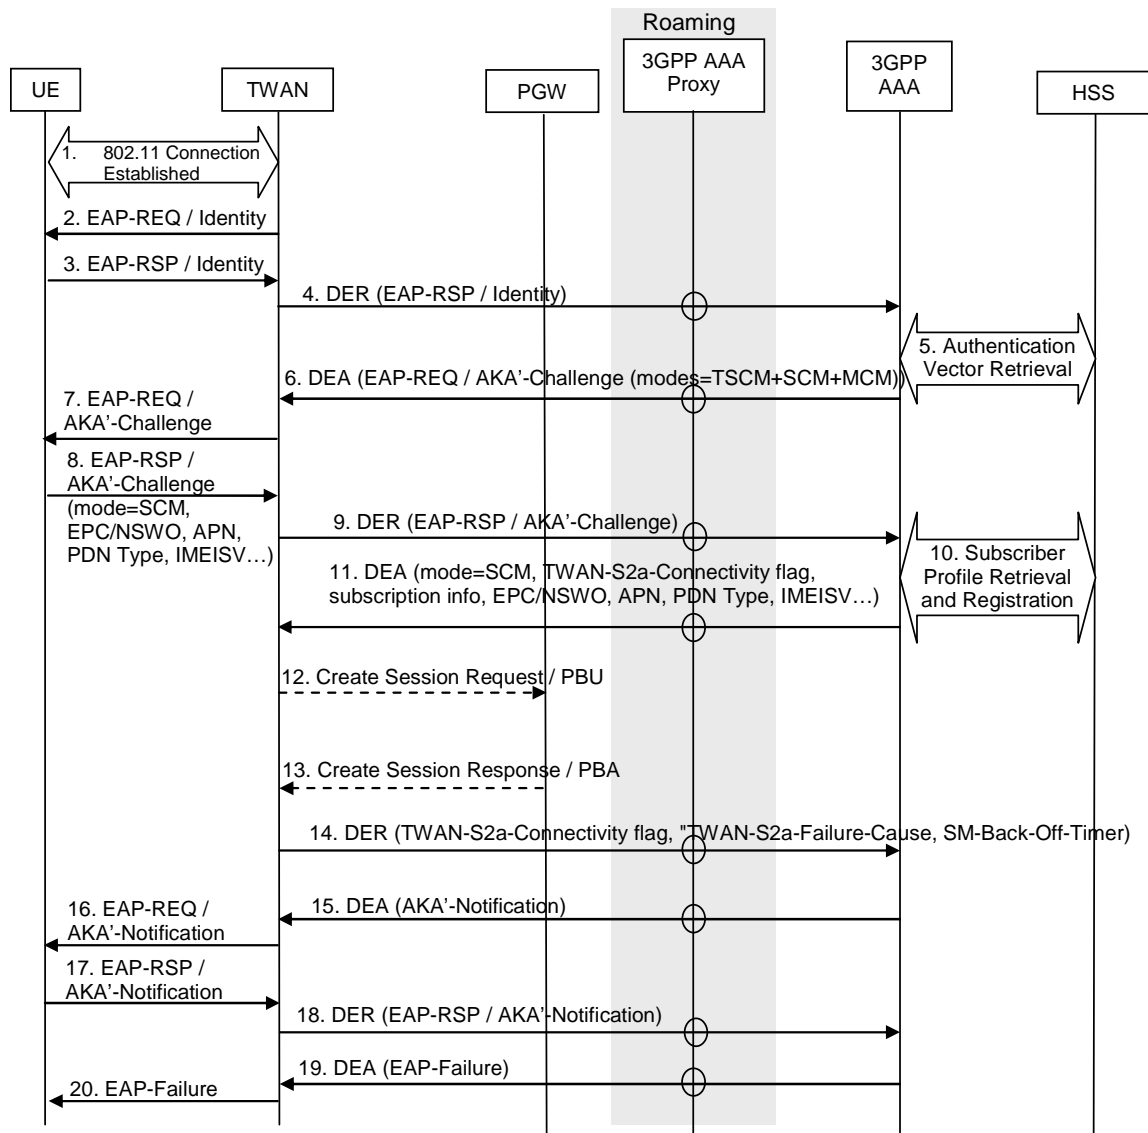 Roaming
UE
TWAN
PGW
3GPP AAA
Proxy
3GPP
AAA
HSS
1. 802.11 Connection
Established
2. EAP-REQ / Identity
3. EAP-RSP / Identity
4. DER (EAP-RSP / Identity)
5. Authentication
Vector Retrieval
6. DEA (EAP-REQ / AKA'-Challenge (modes=TSCM+SCM+MCM))
7. EAP-REQ /
AKA'-Challenge
8. EAP-RSP /
AKA'-Challenge
(mode=SCM,
EPC/NSWO, APN,
PDN Type, IMEISV…)
9. DER (EAP-RSP / AKA'-Challenge)
10. Subscriber
Profile Retrieval
and Registration
11. DEA (mode=SCM, TWAN-S2a-Connectivity flag,
subscription info, EPC/NSWO, APN, PDN Type, IMEISV…)
12. Create Session Request / PBU
13. Create Session Response / PBA
14. DER (TWAN-S2a-Connectivity flag, "TWAN-S2a-Failure-Cause, SM-Back-Off-Timer)
15. DEA (AKA'-Notification)
16. EAP-REQ /
AKA'-Notification
17. EAP-RSP /
AKA'-Notification
18. DER (EAP-RSP / AKA'-Notification)
19. DEA (EAP-Failure)
20. EAP-Failure